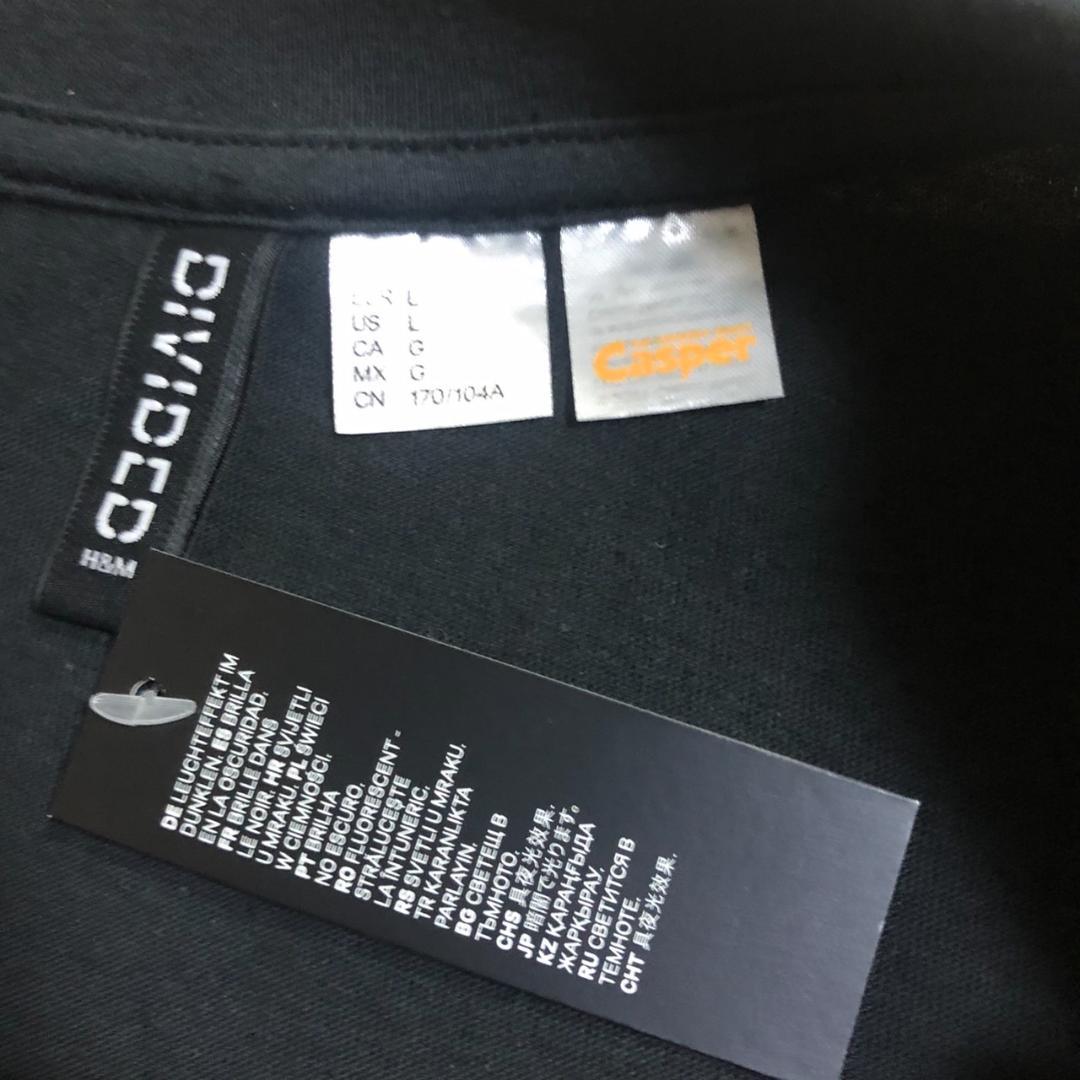 DIVIDED
H&M
EUR L
US L
CA G
MX G
CN 170/104A
Casper
DE LEUCHTEFFEKT IM
DUNKLEN. ES BRILLA
EN LA OSCURIDAD.
FR BRILLE DANS
LE NOIR. HR SVIJETLI
U MRAKU. PL ŚWIECI
W CIEMNOŚCI.
PT BRILHA
NO ESCURO.
RO FLUORESCENT -
STRĂLUCEȘTE
LA ÎNTUNERIC.
RS SVETLI U MRAKU.
TR KARANLIKTA
PARLAYIN.
BG СВЕТЕЩ В
ТЪМНОТО.
CHS 具夜光效果.
JP 暗闇で光ります。
KZ ҚАРАҢҒЫДА
ЖАРҚЫРАУ.
RU СВЕТИТСЯ В
ТЕМНОТЕ.
CHT 具夜光效果.